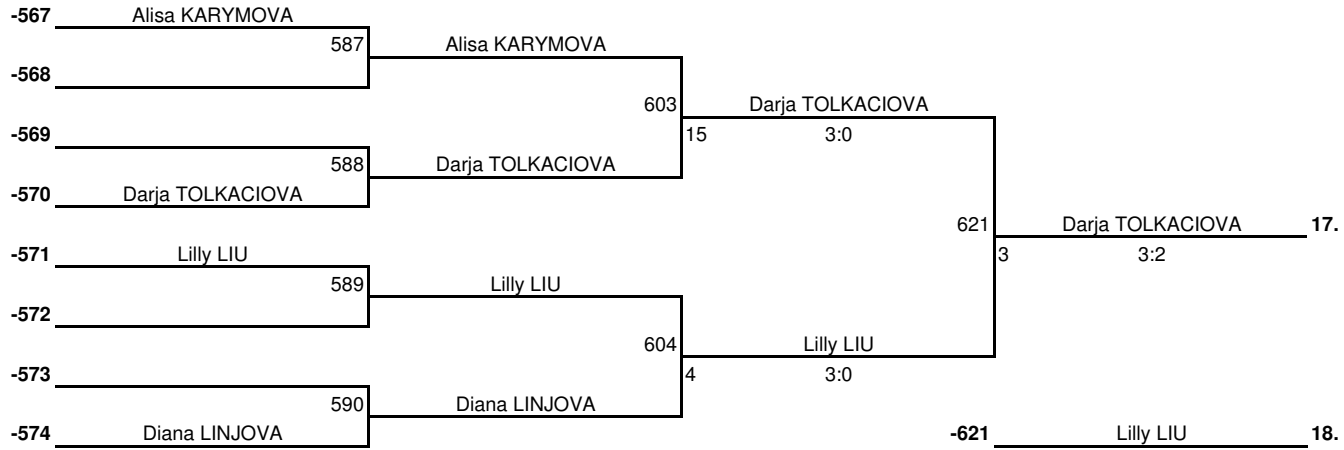 -567 Alisa KARYMOVA
587 Alisa KARYMOVA
-568
603 Darja TOLKACIOVA
-569
15 3:0
588 Darja TOLKACIOVA
-570 Darja TOLKACIOVA
621 Darja TOLKACIOVA 17.
-571 Lilly LIU
3 3:2
589 Lilly LIU
-572
604 Lilly LIU
-573
4 3:0
590 Diana LINJOVA
-574 Diana LINJOVA
-621 Lilly LIU 18.